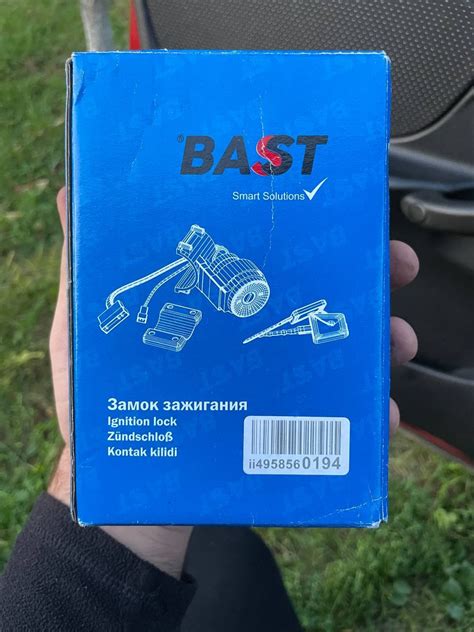 BAST
Smart Solutions
Замок зажигания
Ignition lock
Zündschloß
Kontak kilidi
ii4958560194